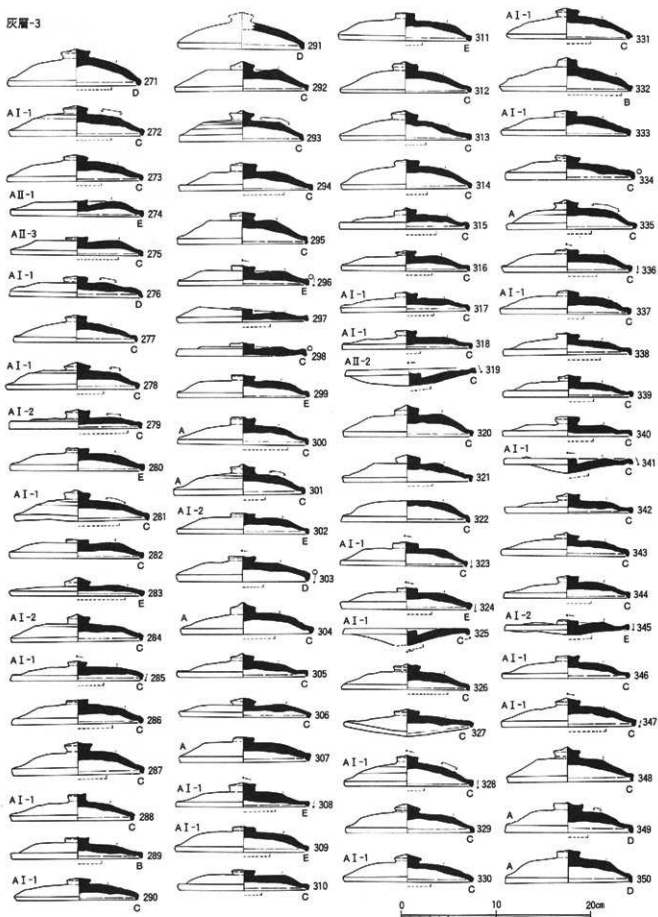 灰層-3
271
D
AⅠ-1
272
C
273
C
AⅡ-1
274
E
AⅡ-3
275
C
AⅠ-1
276
D
277
C
AⅠ-1
278
C
AⅠ-2
279
C
280
E
AⅠ-1
281
C
282
C
283
E
AⅠ-2
284
C
AⅠ-1
285
C
286
C
287
C
AⅠ-1
288
C
289
B
AⅠ-1
290
C
291
D
292
C
293
C
294
C
295
C
296
E
297
298
C
299
E
A
300
C
A
301
C
AⅠ-2
302
E
303
D
A
304
C
305
C
306
C
A
307
AⅠ-1
308
E
AⅠ-1
309
E
310
C
311
E
312
C
313
C
314
C
315
C
316
C
AⅠ-1
317
C
AⅠ-1
318
C
AⅡ-2
319
C
320
C
321
C
322
C
AⅠ-1
323
C
324
E
AⅠ-1
325
C
326
C
327
C
AⅠ-1
328
C
329
C
AⅠ-1
330
C
AⅠ-1
331
C
332
B
AⅠ-1
333
334
C
A
335
C
336
C
AⅠ-1
337
C
338
339
C
340
C
AⅠ-1
341
C
342
C
343
C
344
C
AⅠ-2
345
E
AⅠ-1
346
C
AⅠ-1
347
C
348
C
A
349
D
A
350
D
0 10 20cm